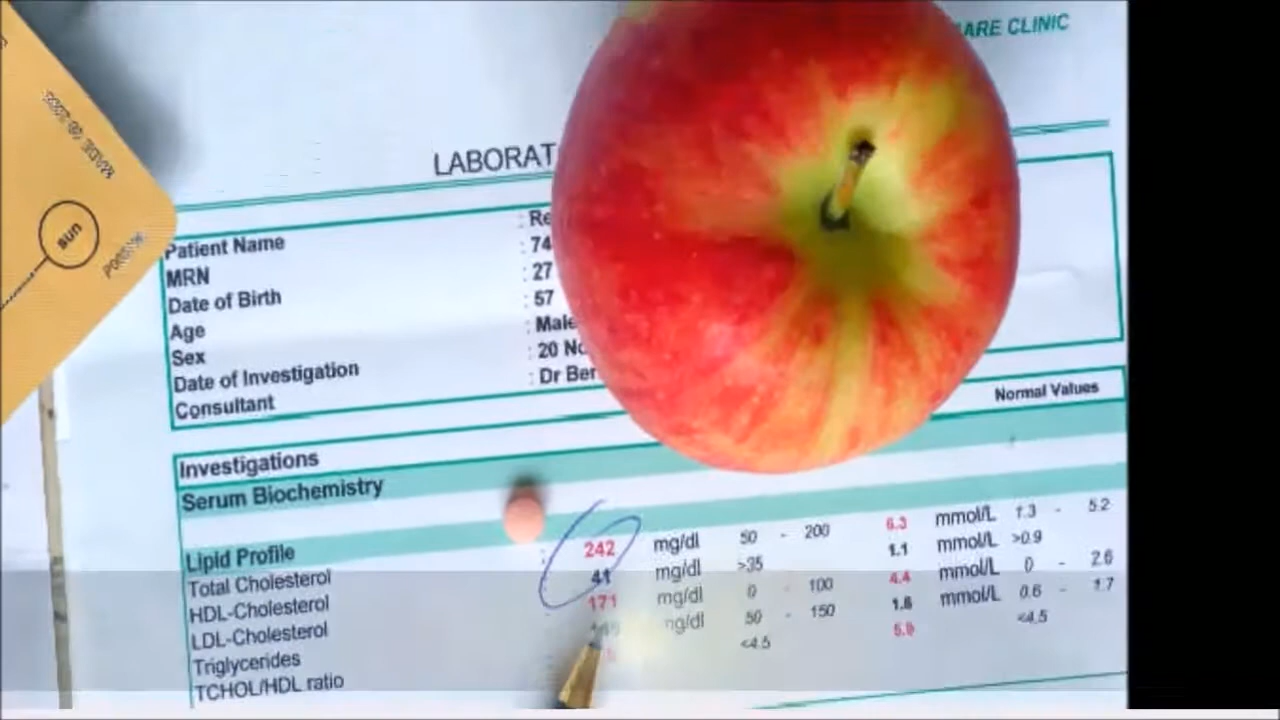 ARE CLINIC
LABORAT
Patient Name : Re
MRN : 74
Date of Birth : 27
Age : 57
Sex : Male
Date of Investigation : 20 No
Consultant : Dr Ber
Normal Values
Investigations
Serum Biochemistry
Lipid Profile
Total Cholesterol : 242 mg/dl 50 - 200 6.3 mmol/L 1.3 - 5.2
HDL-Cholesterol 41 mg/dl >35 1.1 mmol/L >0.9
LDL-Cholesterol 171 mg/dl 0 - 100 4.4 mmol/L 0 - 2.6
Triglycerides mg/dl 50 - 150 1.6 mmol/L 0.6 - 1.7
TCHOL/HDL ratio <4.5 5.9 <4.5
sun